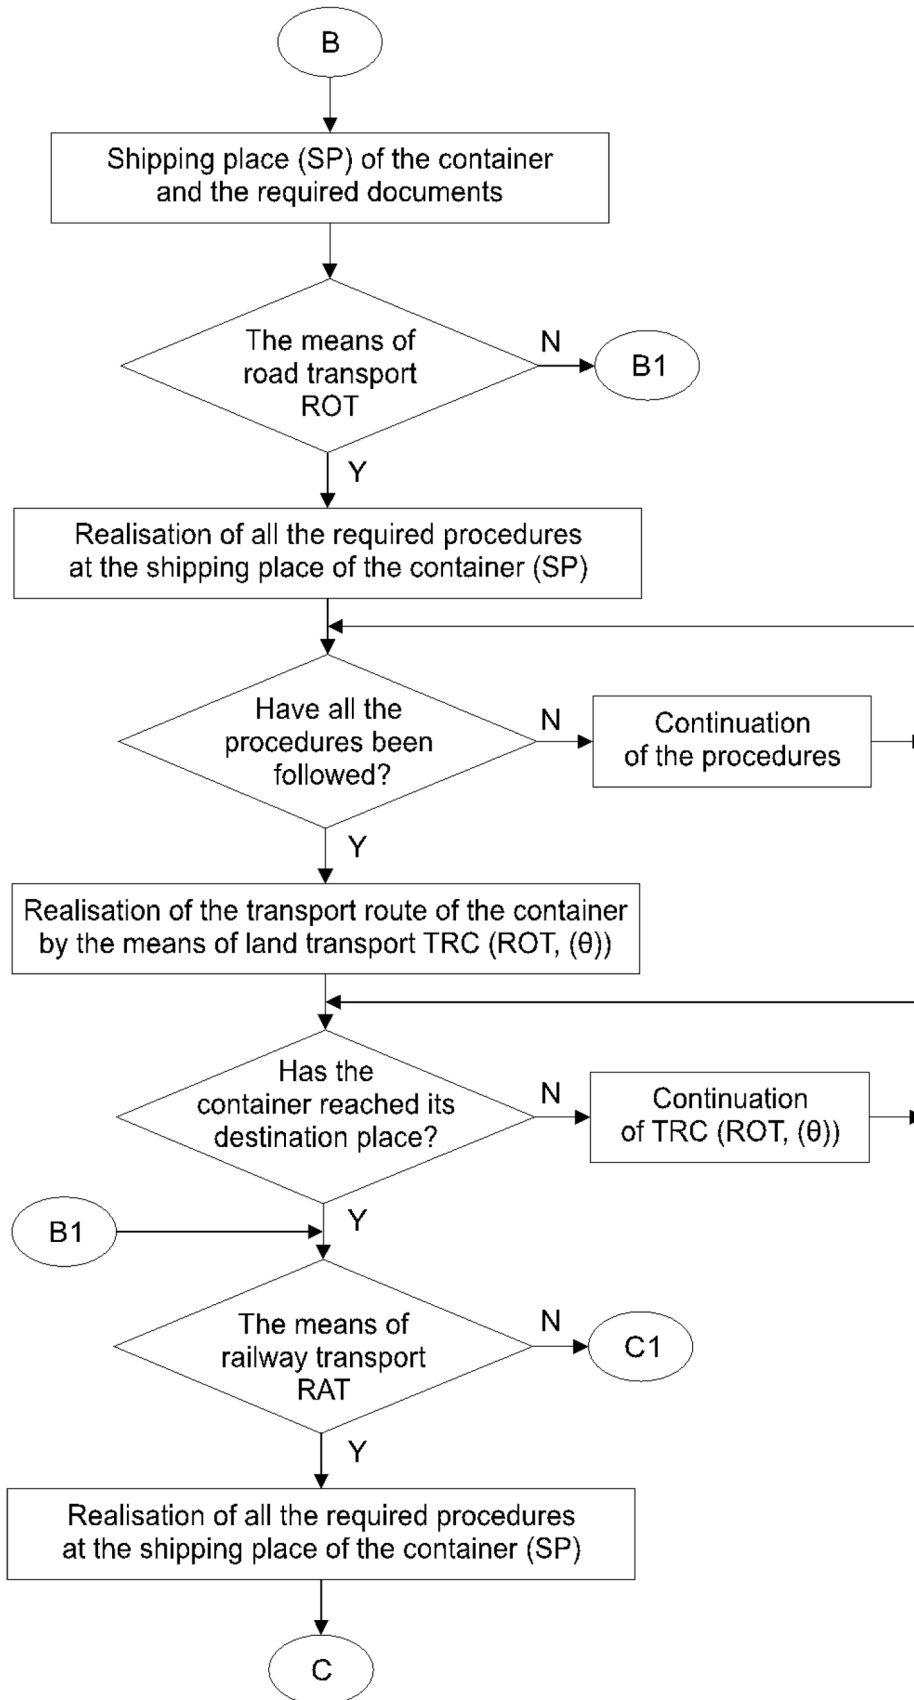 B
Shipping place (SP) of the container
and the required documents
The means of
road transport
ROT
N
B1
Y
Realisation of all the required procedures
at the shipping place of the container (SP)
Have all the
procedures been
followed?
N
Continuation
of the procedures
Y
Realisation of the transport route of the container
by the means of land transport TRC (ROT, (θ))
Has the
container reached its
destination place?
N
Continuation
of TRC (ROT, (θ))
Y
B1
The means of
railway transport
RAT
N
C1
Y
Realisation of all the required procedures
at the shipping place of the container (SP)
C